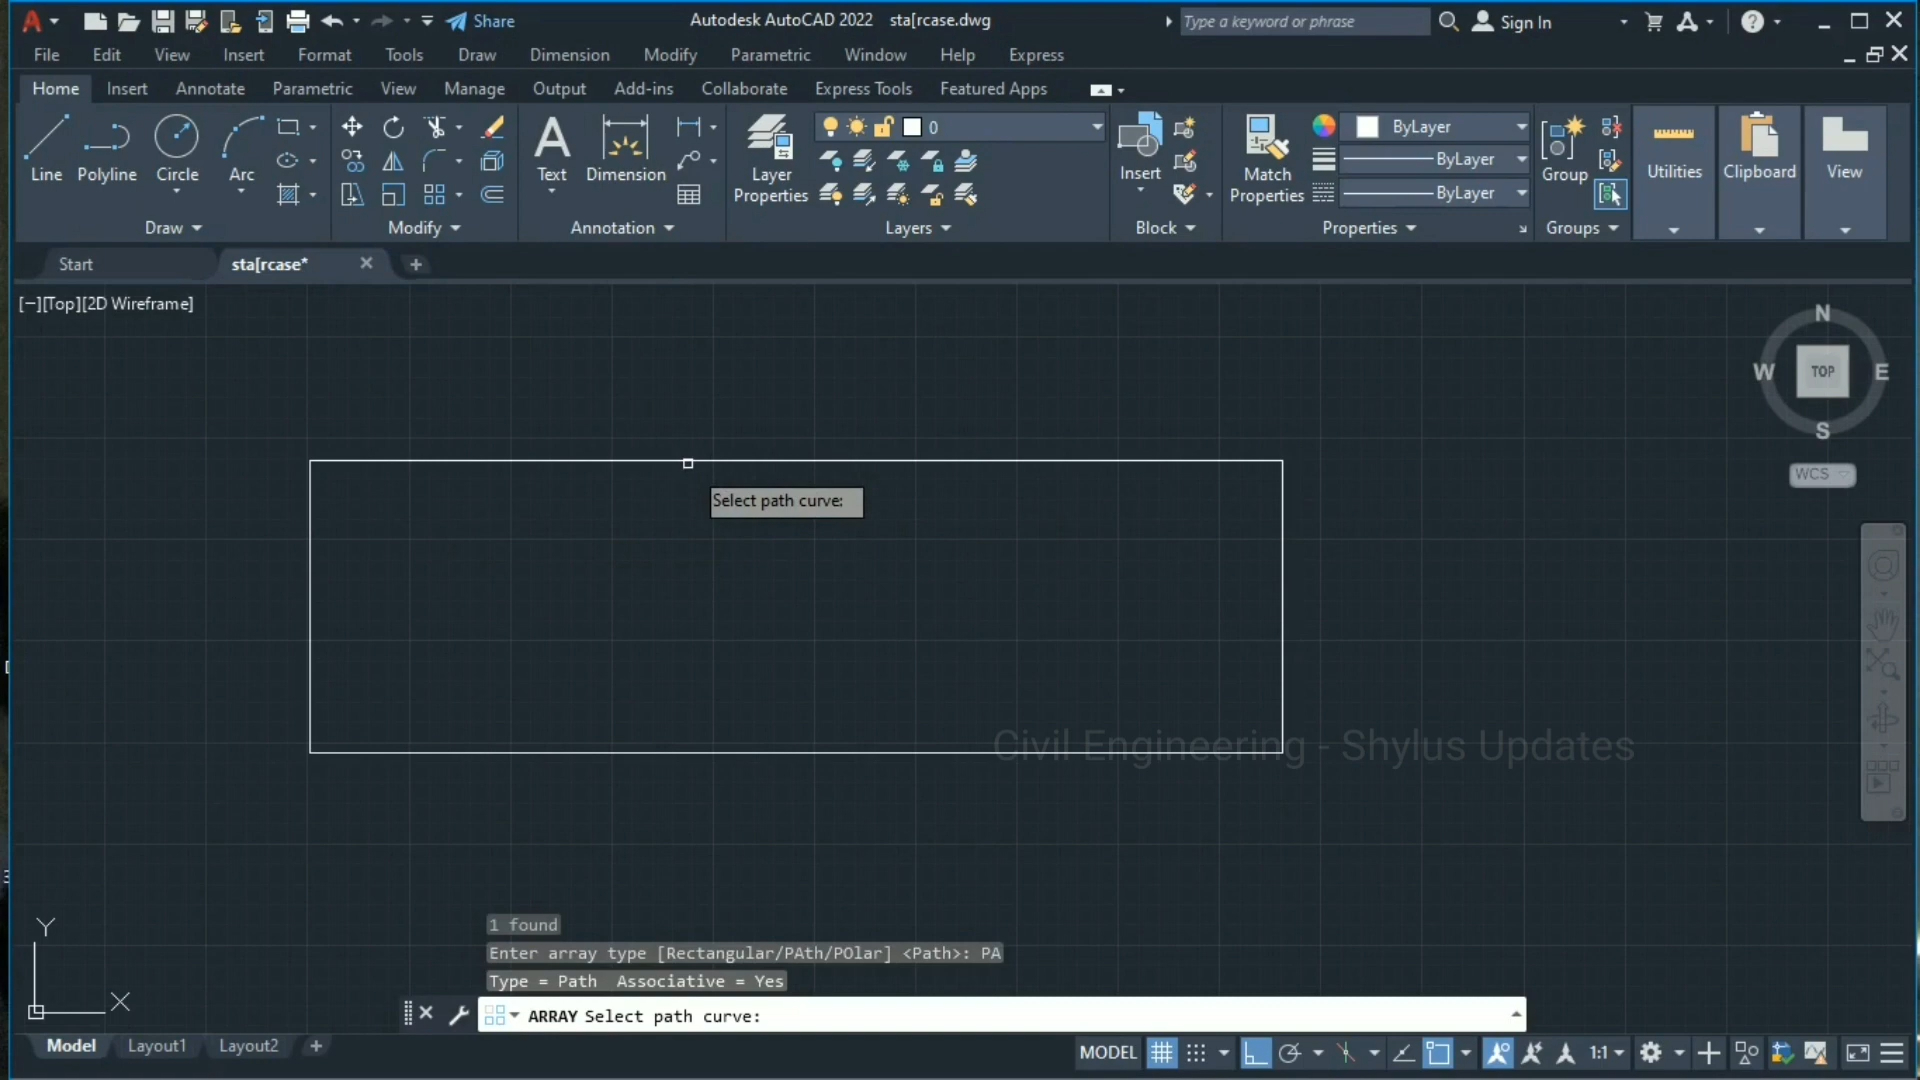 Share
Autodesk AutoCAD 2022 sta[rcase.dwg
Type a keyword or phrase
Sign In
File Edit View Insert Format Tools Draw Dimension Modify Parametric Window Help Express
Home Insert Annotate Parametric View Manage Output Add-ins Collaborate Express Tools Featured Apps
0
ByLayer
ByLayer
ByLayer
Line Polyline Circle Arc
Text Dimension
Layer
Properties
Insert
Match
Properties
Group
Utilities
Clipboard
View
Draw Modify Annotation Layers Block Properties Groups
Start sta[rcase*
[−][Top][2D Wireframe]
N
W TOP E
S
WCS
Select path curve:
Civil Engineering - Shylus Updates
1 found
Enter array type [Rectangular/PAth/POlar] <Path>: PA
Type = Path Associative = Yes
ARRAY Select path curve:
Y
X
Model Layout1 Layout2
MODEL
1:1